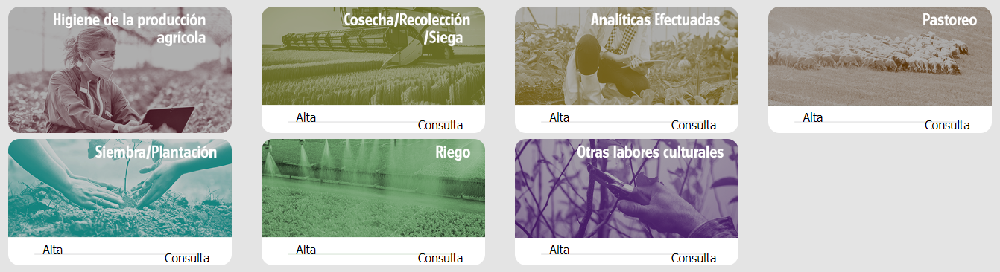 Higiene de la producción
agrícola
Cosecha/Recolección
/Siega
Alta
Consulta
Analíticas Efectuadas
Alta
Consulta
Pastoreo
Alta
Consulta
Siembra/Plantación
Alta
Consulta
Riego
Alta
Consulta
Otras labores culturales
Alta
Consulta